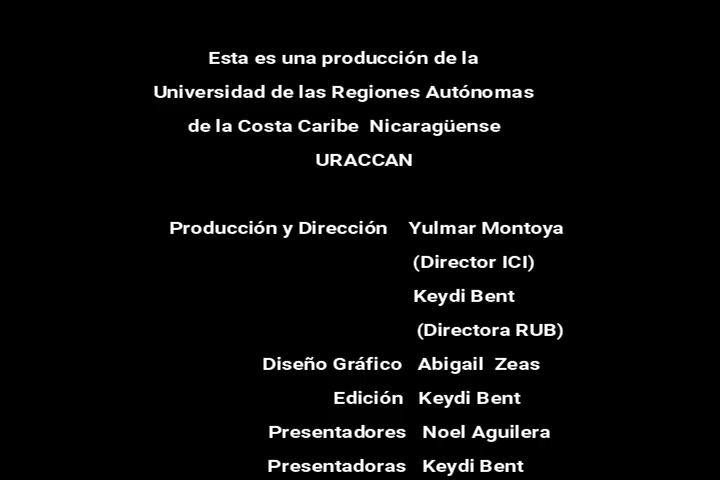 Esta es una producción de la
Universidad de las Regiones Autónomas
de la Costa Caribe Nicaragüense
URACCAN
Producción y Dirección Yulmar Montoya
(Director ICI)
Keydi Bent
(Directora RUB)
Diseño Gráfico Abigail Zeas
Edición Keydi Bent
Presentadores Noel Aguilera
Presentadoras Keydi Bent